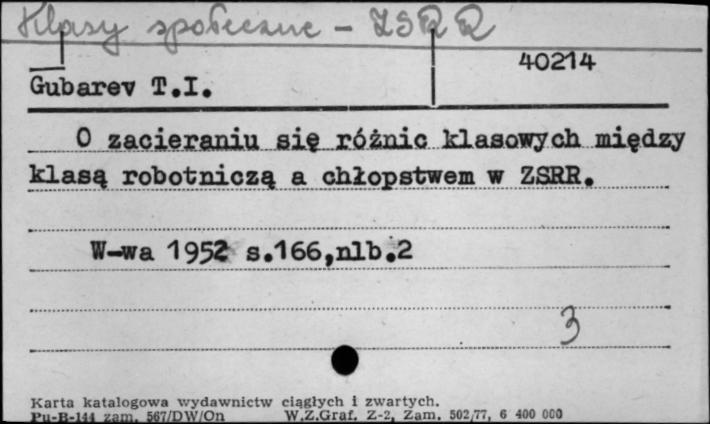 Klasy społeczne - ZSRR
40214
Gubarev T.I.
O zacieraniu się różnic klasowych między
klasą robotniczą a chłopstwem w ZSRR.
W-wa 1952 s.166,nlb.2
3
Karta katalogowa wydawnictw ciągłych i zwartych.
Pu-B-144 zam. 567/DW/On W.Z.Graf. Z-2, Zam. 502/77, 6 400 000